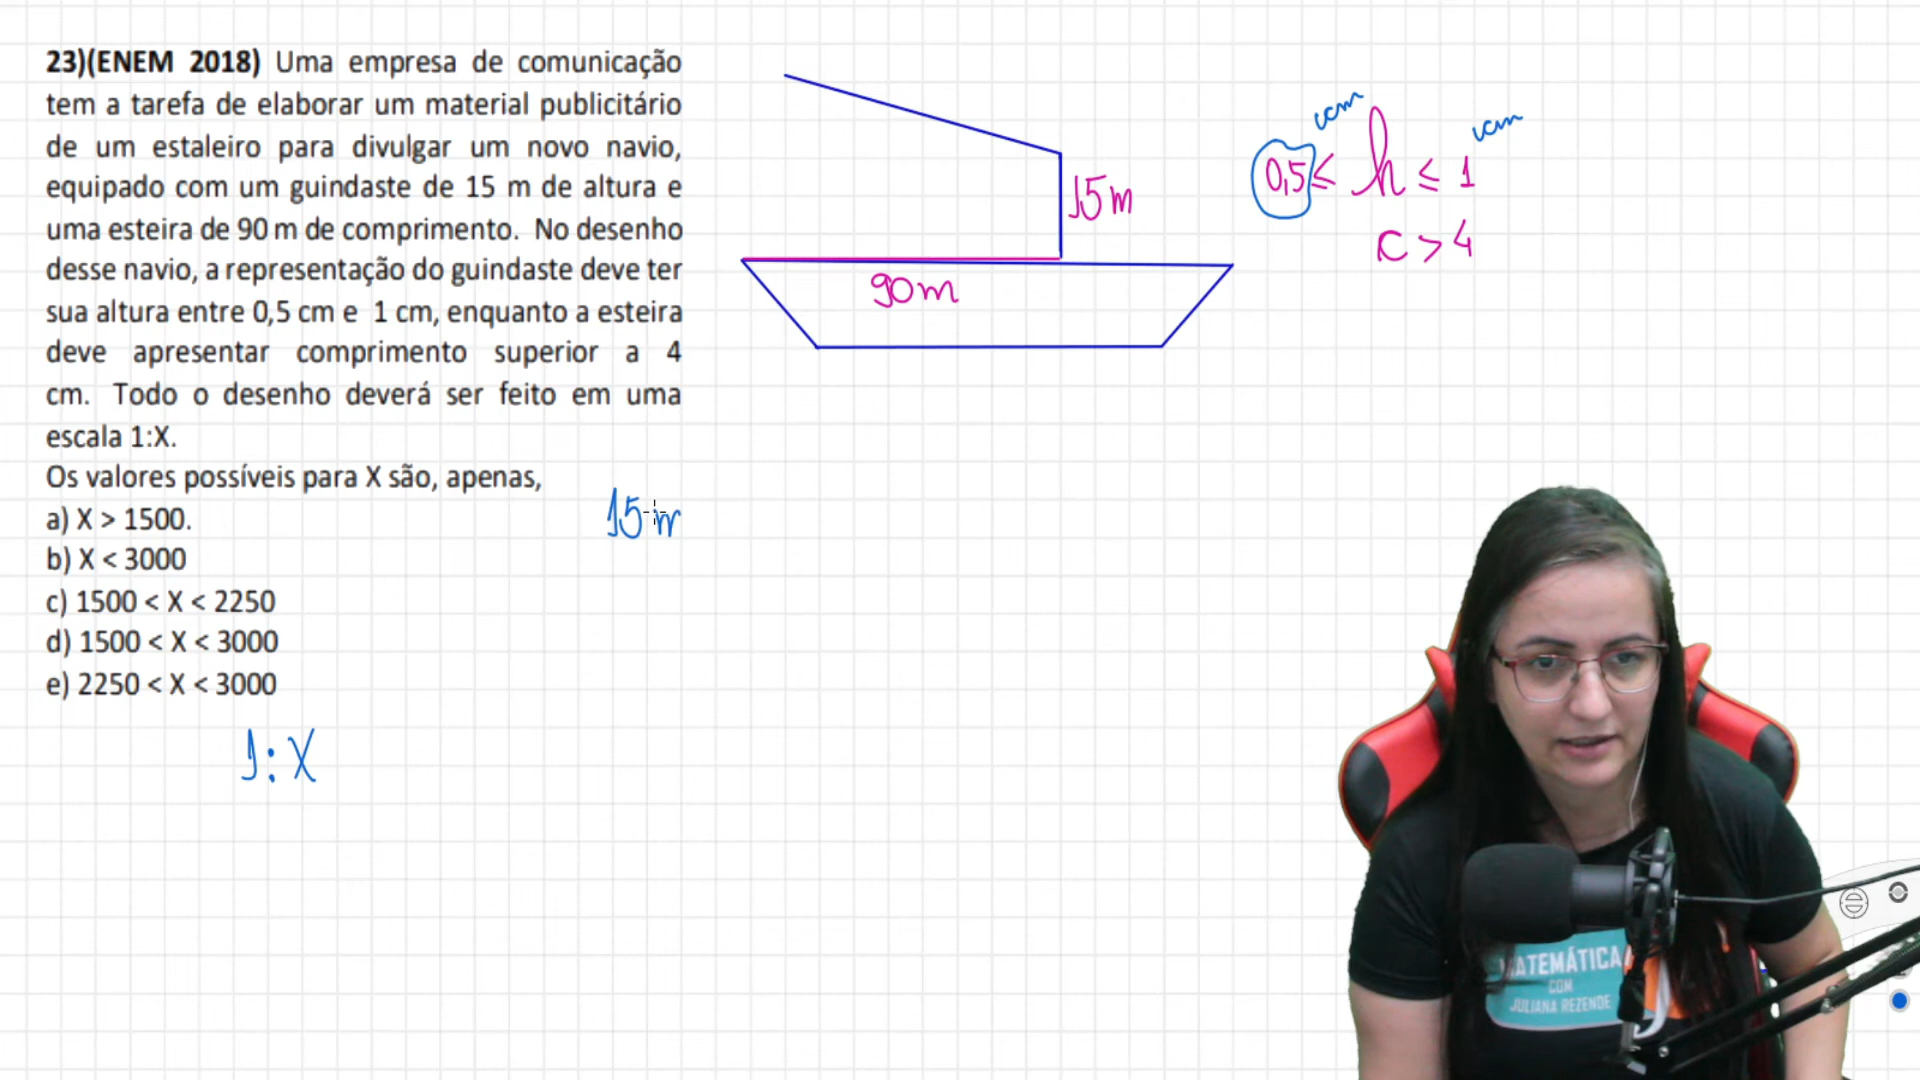 23)(ENEM 2018) Uma empresa de comunicação
tem a tarefa de elaborar um material publicitário
de um estaleiro para divulgar um novo navio,
equipado com um guindaste de 15 m de altura e
uma esteira de 90 m de comprimento. No desenho
desse navio, a representação do guindaste deve ter
sua altura entre 0,5 cm e 1 cm, enquanto a esteira
deve apresentar comprimento superior a 4
cm. Todo o desenho deverá ser feito em uma
escala 1:X.
Os valores possíveis para X são, apenas,
a) X > 1500.
b) X < 3000
c) 1500 < X < 2250
d) 1500 < X < 3000
e) 2250 < X < 3000
1:X
15 m
15m
90m
cm cm
0,5 ≤ h ≤ 1
c > 4
MATEMÁTICA
COM
JULIANA REZENDE